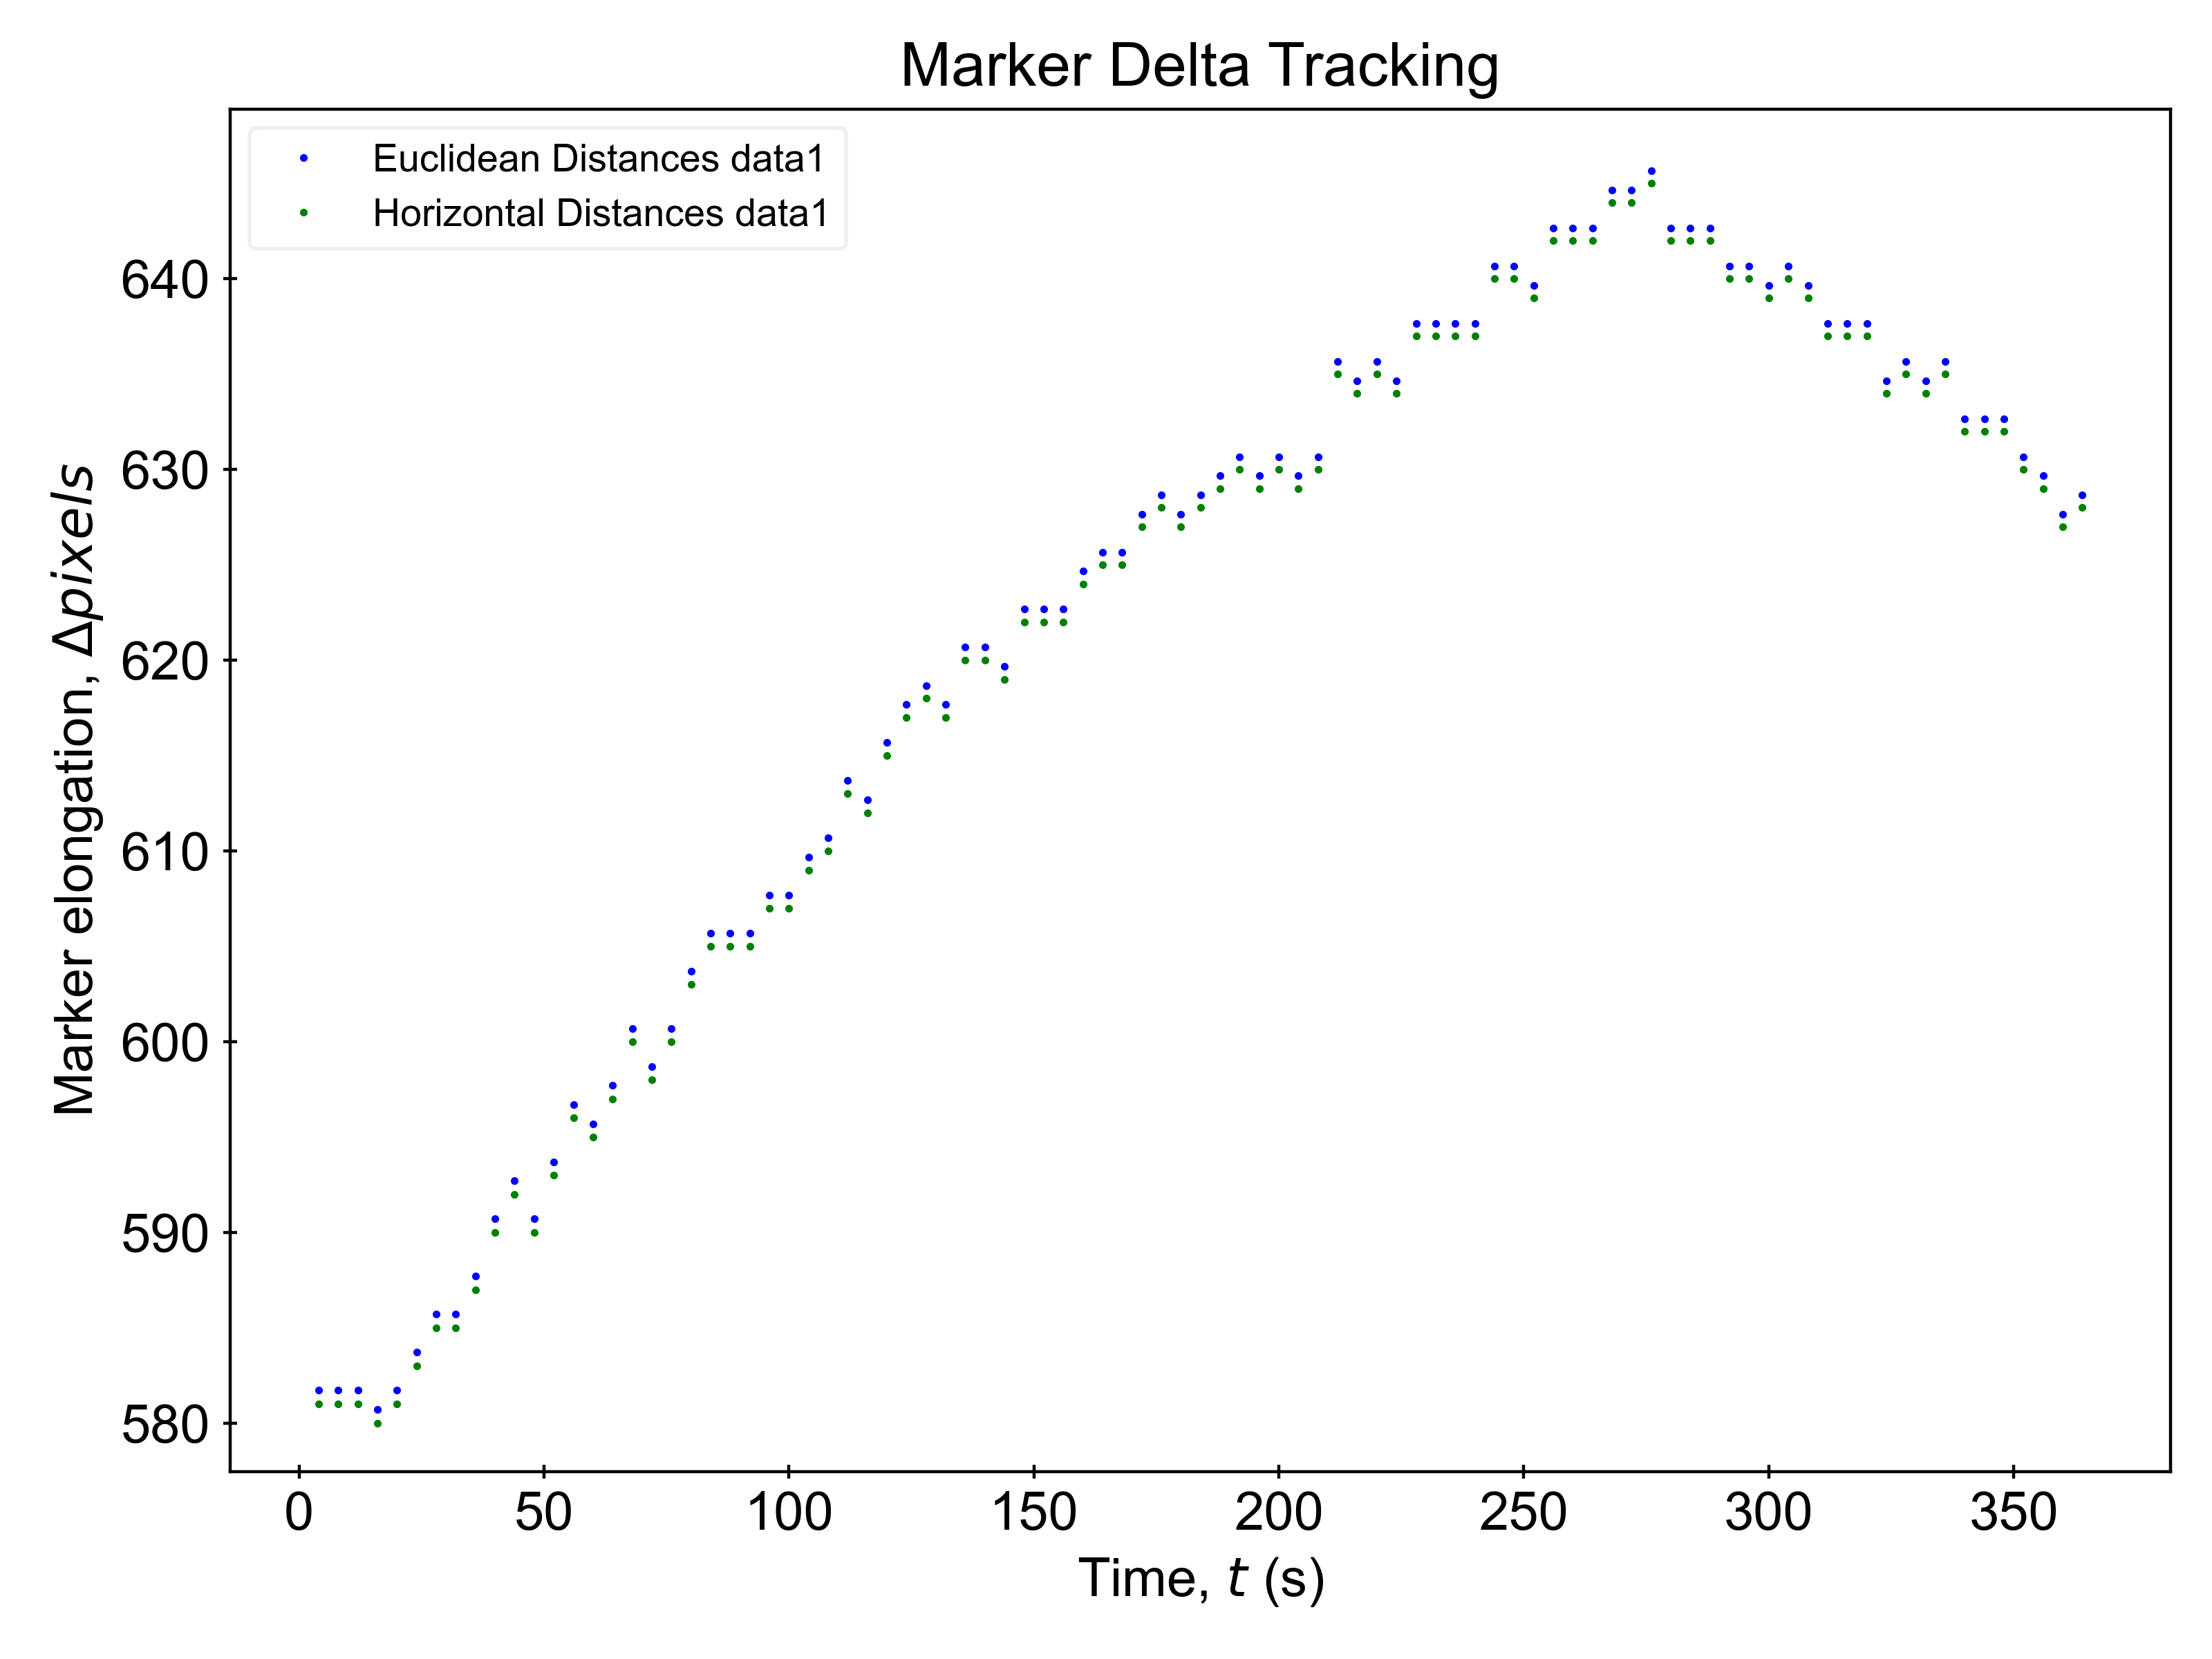 Marker Delta Tracking
Euclidean Distances data1
Horizontal Distances data1
Marker elongation, Δpixels
640
630
620
610
600
590
580
0 50 100 150 200 250 300 350
Time, t (s)